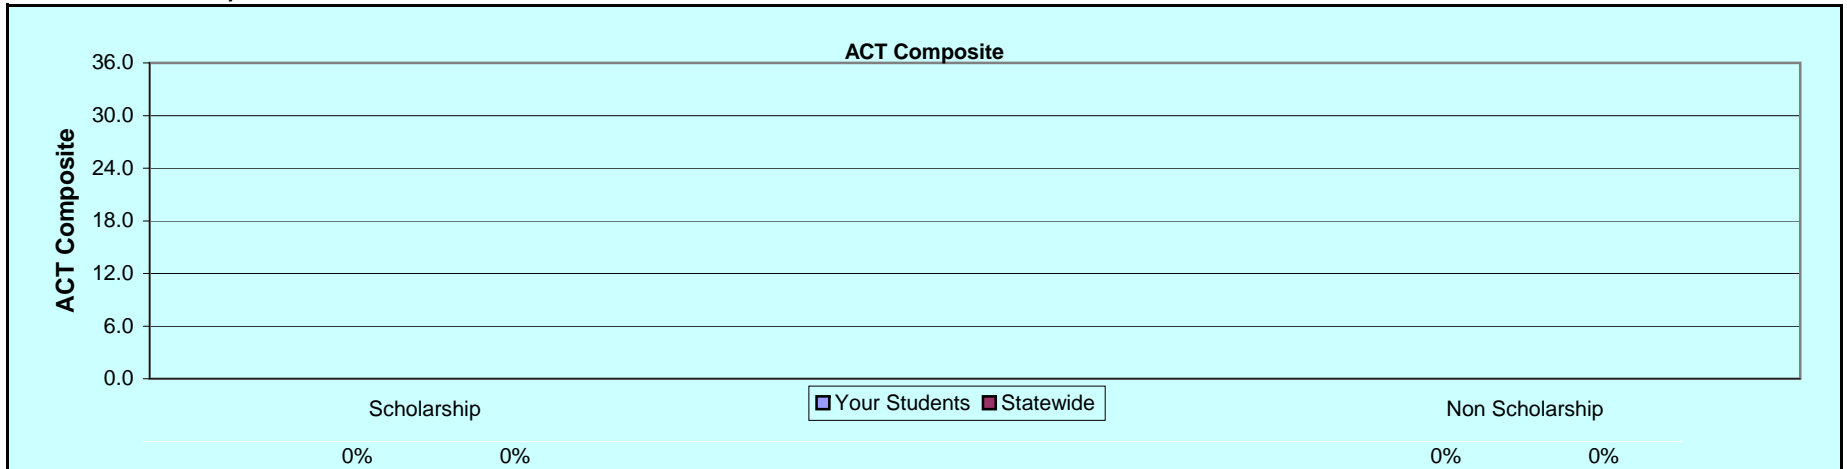 ACT Composite
36.0
30.0
24.0
18.0
12.0
6.0
0.0
ACT Composite
Scholarship
Your Students Statewide
Non Scholarship
0% 0% 0% 0%